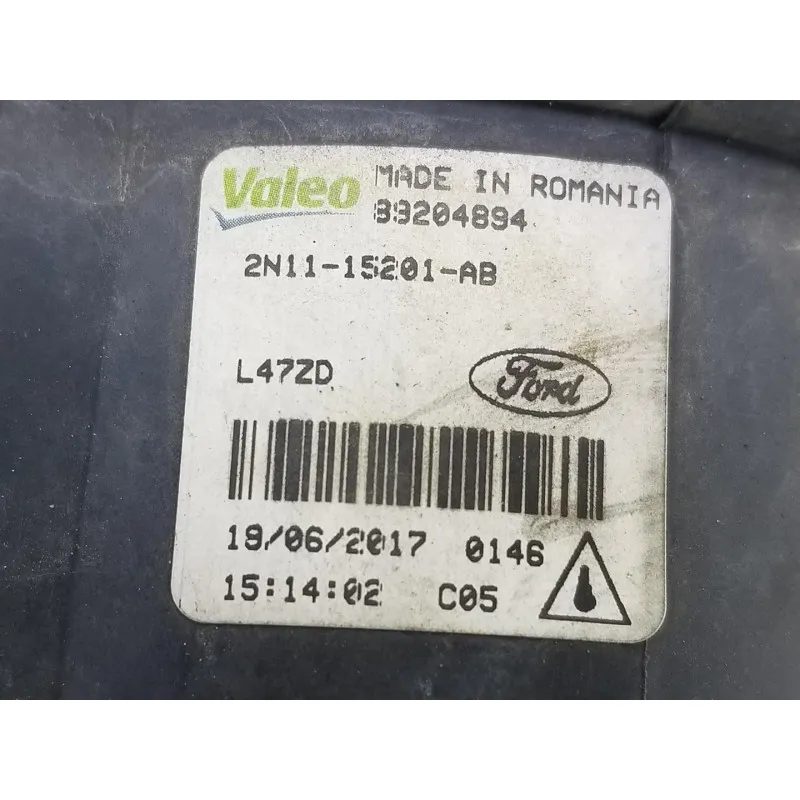 Valeo MADE IN ROMANIA
89204894
2N11-15201-AB
L47ZD Ford
19/06/2017 0146
15:14:02 C05